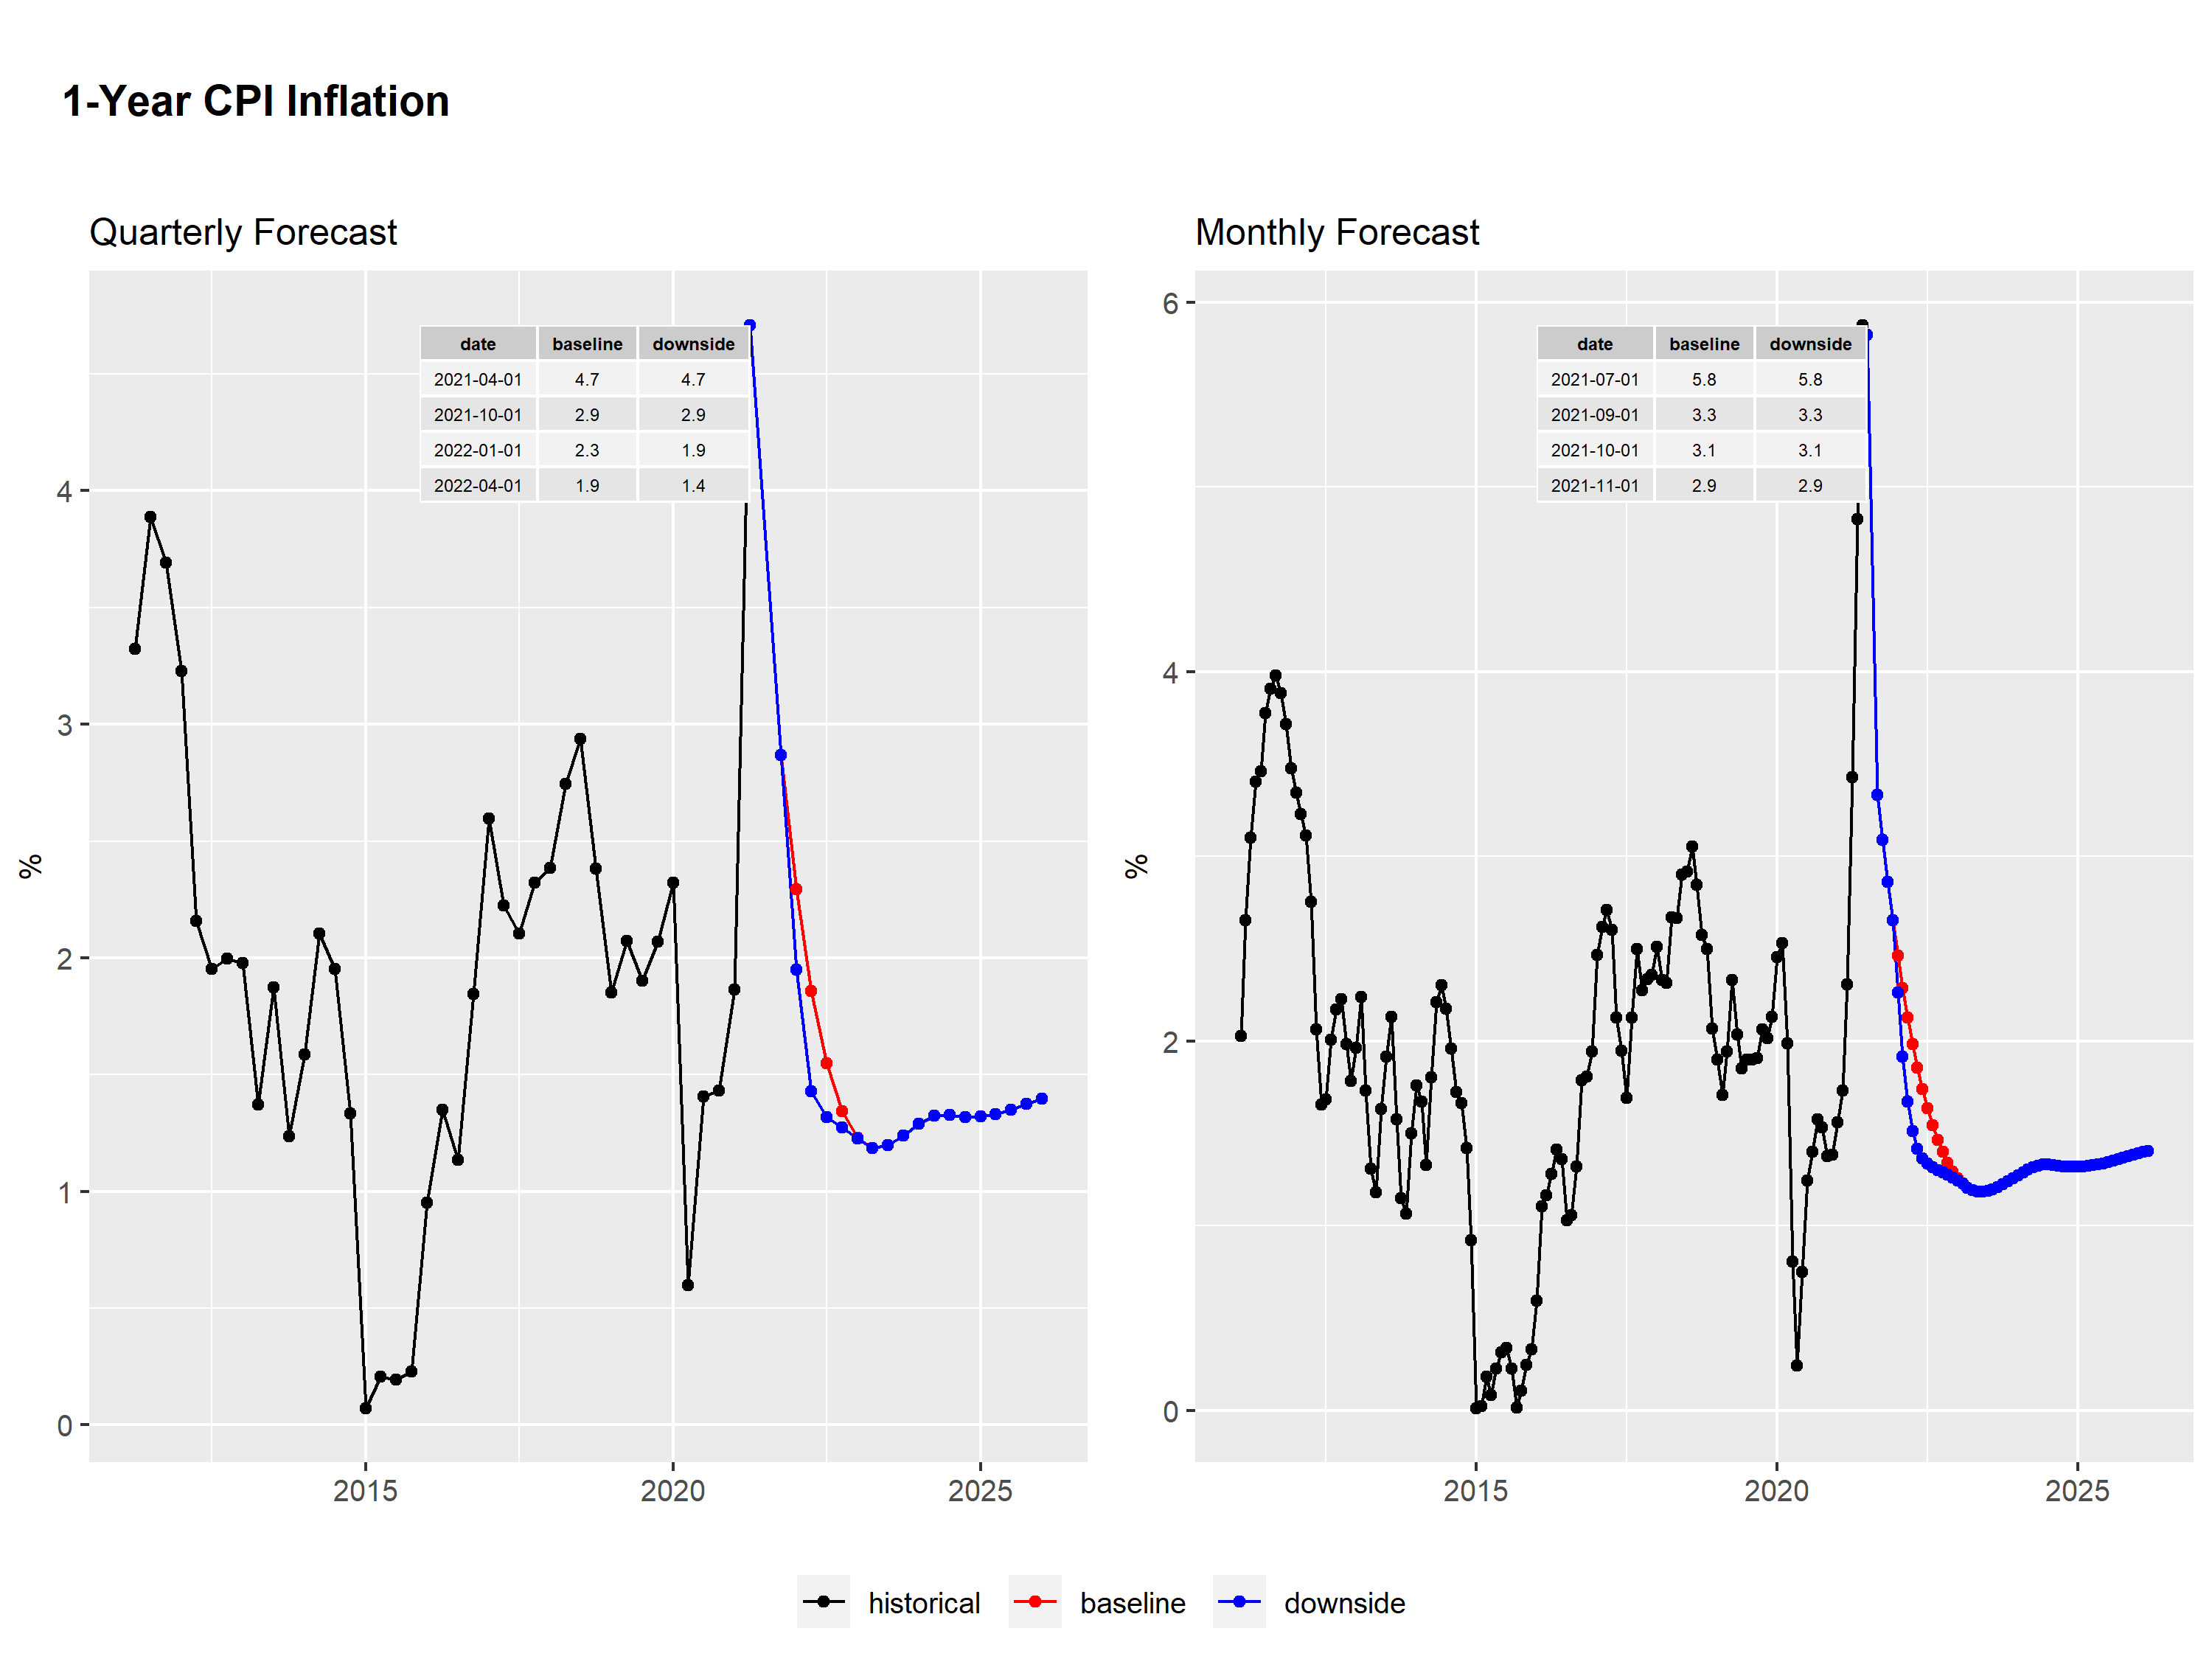 1-Year CPI Inflation
Quarterly Forecast
%
4
3
2
1
0
date baseline downside
2021-04-01 4.7 4.7
2021-10-01 2.9 2.9
2022-01-01 2.3 1.9
2022-04-01 1.9 1.4
2015 2020 2025
Monthly Forecast
%
6
4
2
0
date baseline downside
2021-07-01 5.8 5.8
2021-09-01 3.3 3.3
2021-10-01 3.1 3.1
2021-11-01 2.9 2.9
2015 2020 2025
historical baseline downside